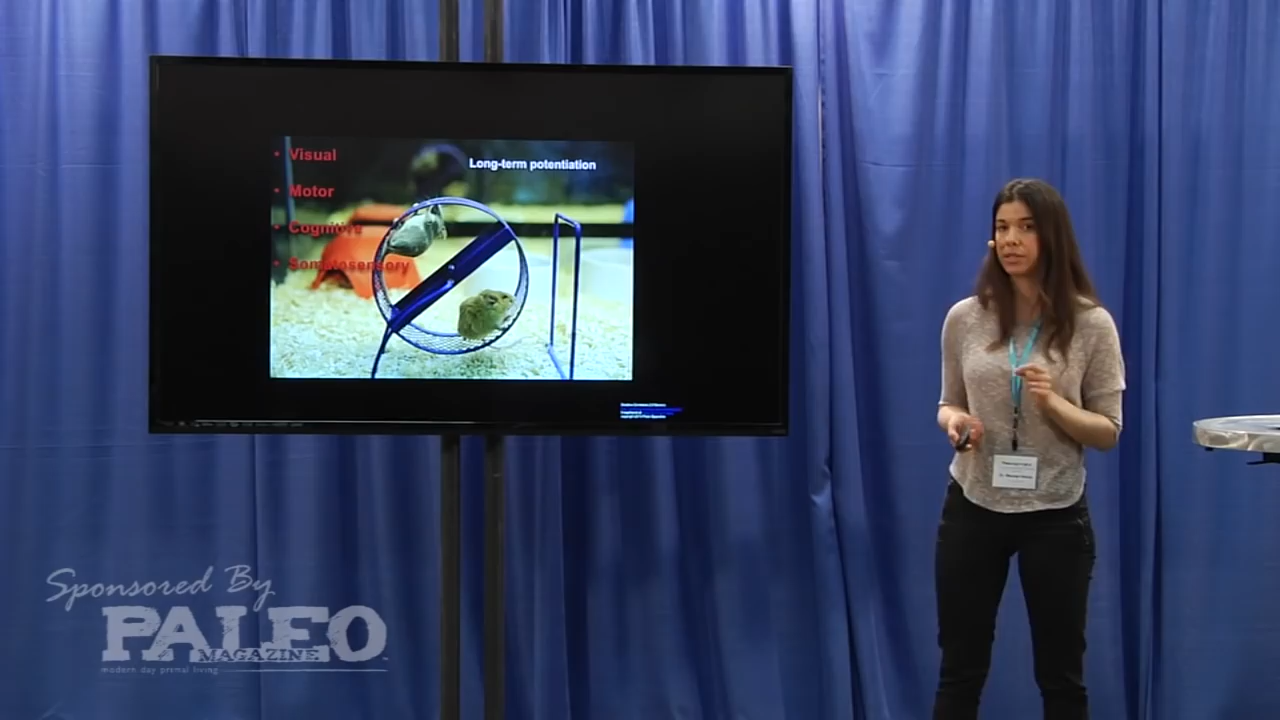 • Visual
Long-term potentiation
• Motor
• Cognitive
• Somatosensory
Sponsored By
PALEO
MAGAZINE
modern day primal living